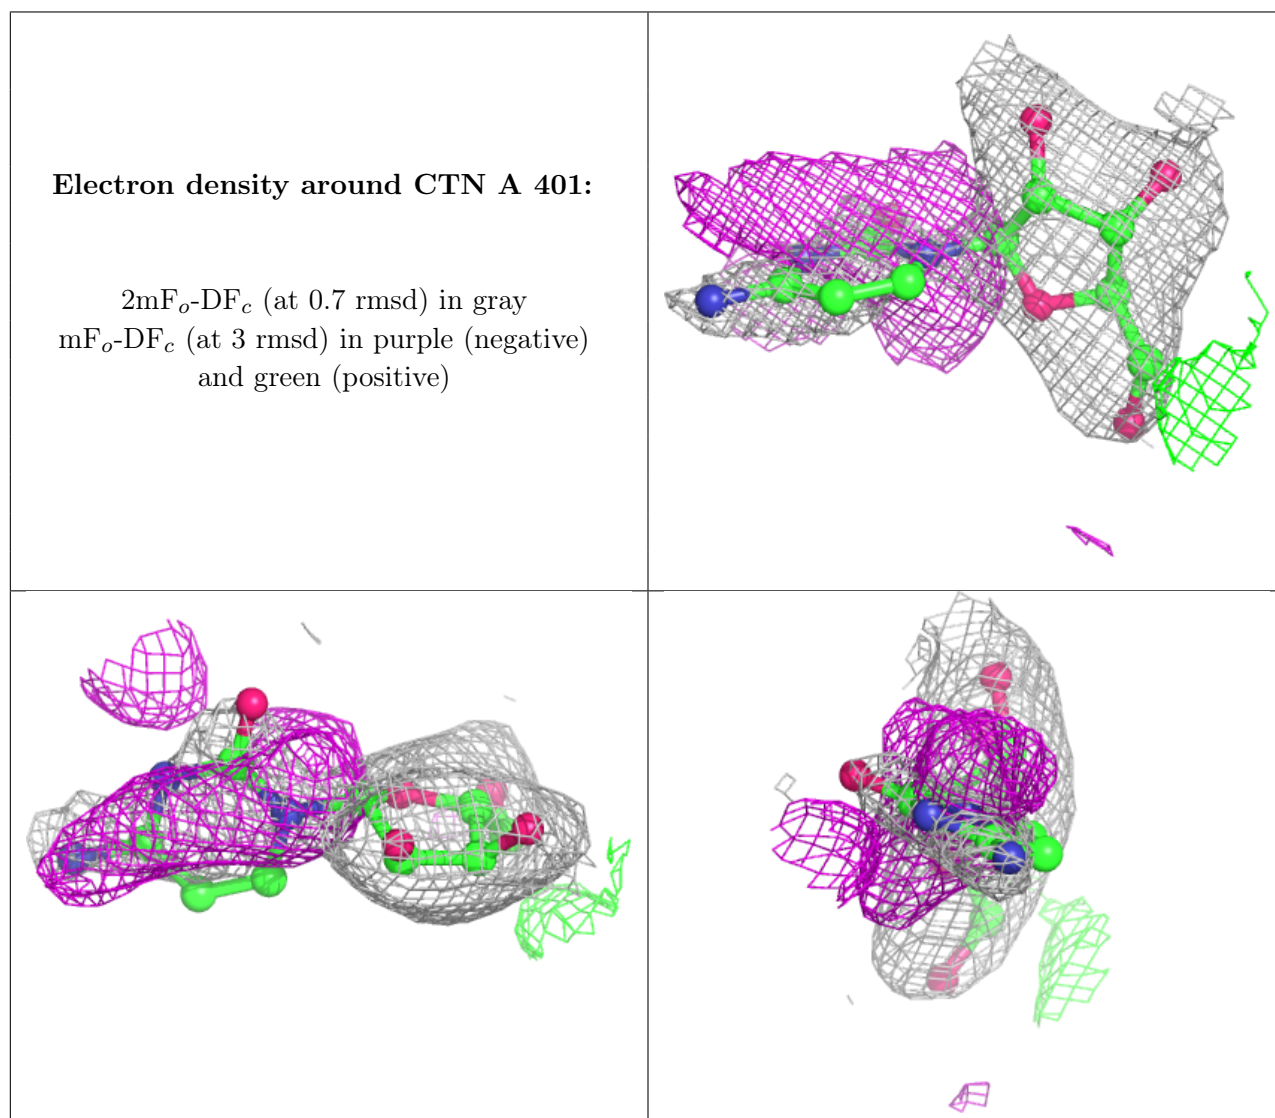 Electron density around CTN A 401:
2mFo-DFc (at 0.7 rmsd) in gray
mFo-DFc (at 3 rmsd) in purple (negative)
and green (positive)